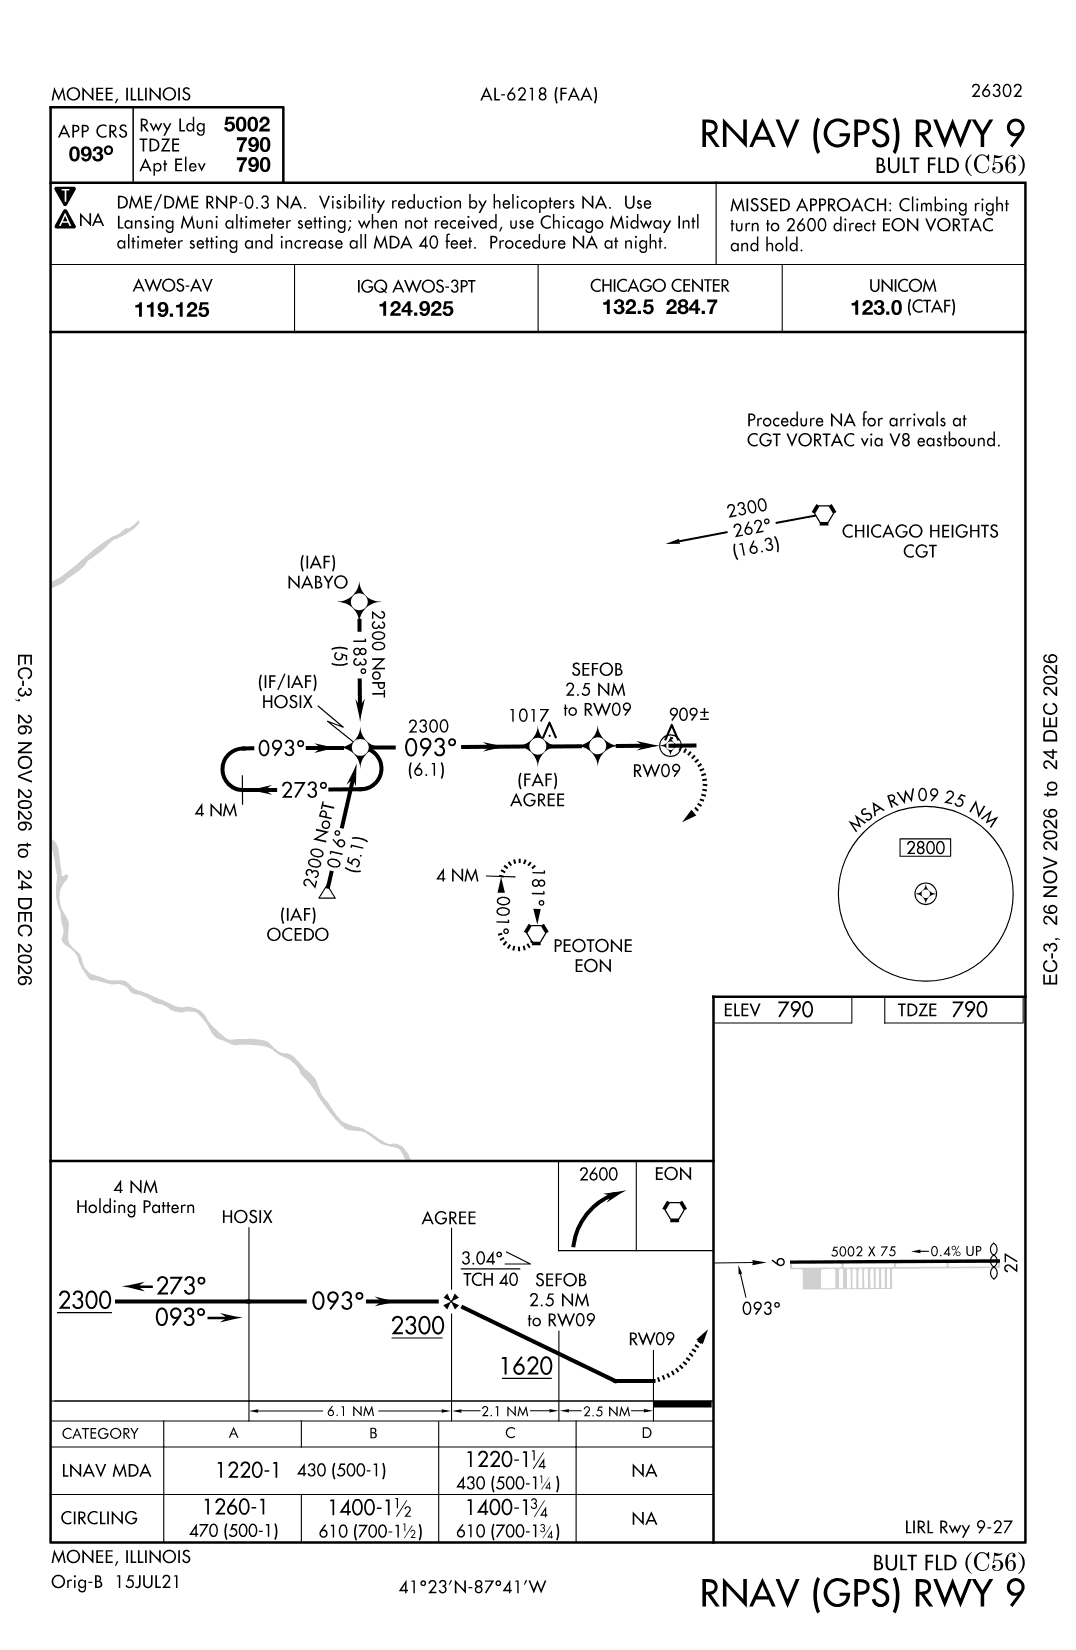 MONEE, ILLINOIS
AL-6218 (FAA)
26302
APP CRS
093°
Rwy Ldg 5002
TDZE 790
Apt Elev 790
RNAV (GPS) RWY 9
BULT FLD (C56)
T
A NA
DME/DME RNP-0.3 NA. Visibility reduction by helicopters NA. Use
Lansing Muni altimeter setting; when not received, use Chicago Midway Intl
altimeter setting and increase all MDA 40 feet. Procedure NA at night.
MISSED APPROACH: Climbing right
turn to 2600 direct EON VORTAC
and hold.
AWOS-AV
119.125
IGQ AWOS-3PT
124.925
CHICAGO CENTER
132.5 284.7
UNICOM
123.0 (CTAF)
Procedure NA for arrivals at
CGT VORTAC via V8 eastbound.
2300
262°
(16.3)
CHICAGO HEIGHTS
CGT
(IAF)
NABYO
2300 NoPT
183°
(5)
(IF/IAF)
HOSIX
SEFOB
2.5 NM
to RW09
1017
909±
093°
2300
093°
(6.1)
273°
4 NM
(FAF)
AGREE
RW09
2300 NoPT
016°
(5.1)
(IAF)
OCEDO
4 NM
181°
001°
PEOTONE
EON
MSA RW09 25 NM
2800
EC-3, 26 NOV 2026 to 24 DEC 2026
EC-3, 26 NOV 2026 to 24 DEC 2026
ELEV 790
TDZE 790
5002 X 75
0.4% UP
9
27
093°
LIRL Rwy 9-27
4 NM
Holding Pattern
HOSIX
AGREE
2600
EON
3.04°
TCH 40
SEFOB
2.5 NM
to RW09
RW09
273°
2300
093°
093°
2300
1620
6.1 NM
2.1 NM
2.5 NM
CATEGORY A B C D
LNAV MDA 1220-1 430 (500-1) 1220-1¼ 430 (500-1¼) NA
CIRCLING 1260-1 470 (500-1) 1400-1½ 610 (700-1½) 1400-1¾ 610 (700-1¾) NA
MONEE, ILLINOIS
Orig-B 15JUL21
41°23'N-87°41'W
BULT FLD (C56)
RNAV (GPS) RWY 9